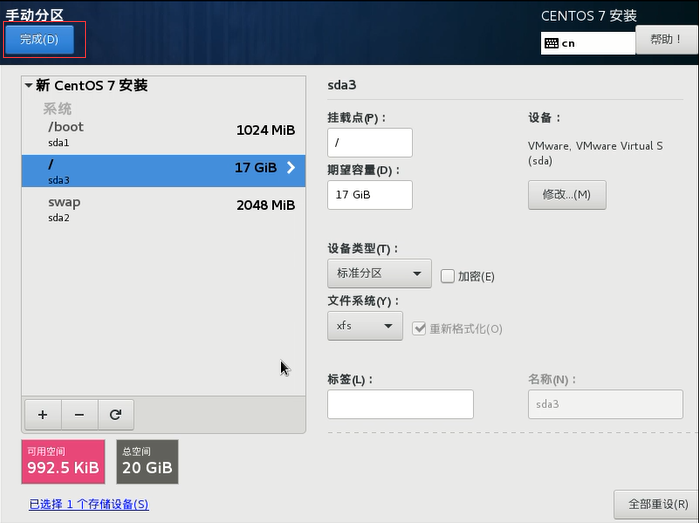 手动分区
CENTOS 7 安装
完成(D)
cn
帮助！
新 CentOS 7 安装
系统
/boot
1024 MiB
sda1
/
17 GiB
sda3
swap
2048 MiB
sda2
+
−
可用空间
992.5 KiB
总空间
20 GiB
已选择 1 个存储设备(S)
sda3
挂载点(P)：
/
期望容量(D)：
17 GiB
设备：
VMware, VMware Virtual S
(sda)
修改...(M)
设备类型(T)：
标准分区
加密(E)
文件系统(Y)：
xfs
重新格式化(O)
标签(L)：
名称(N)：
sda3
全部重设(R)